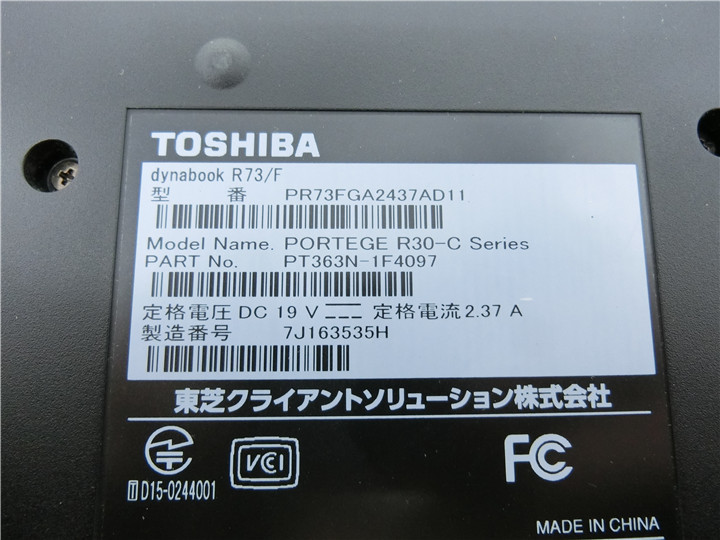 TOSHIBA
dynabook R73/F
型 番 PR73FGA2437AD11
Model Name. PORTEGE R30-C Series
PART No. PT363N-1F4097
定格電圧 DC 19 V 定格電流 2.37 A
製造番号 7J163535H
東芝クライアントソリューション株式会社
VCI
FC
T D15-0244001
MADE IN CHINA